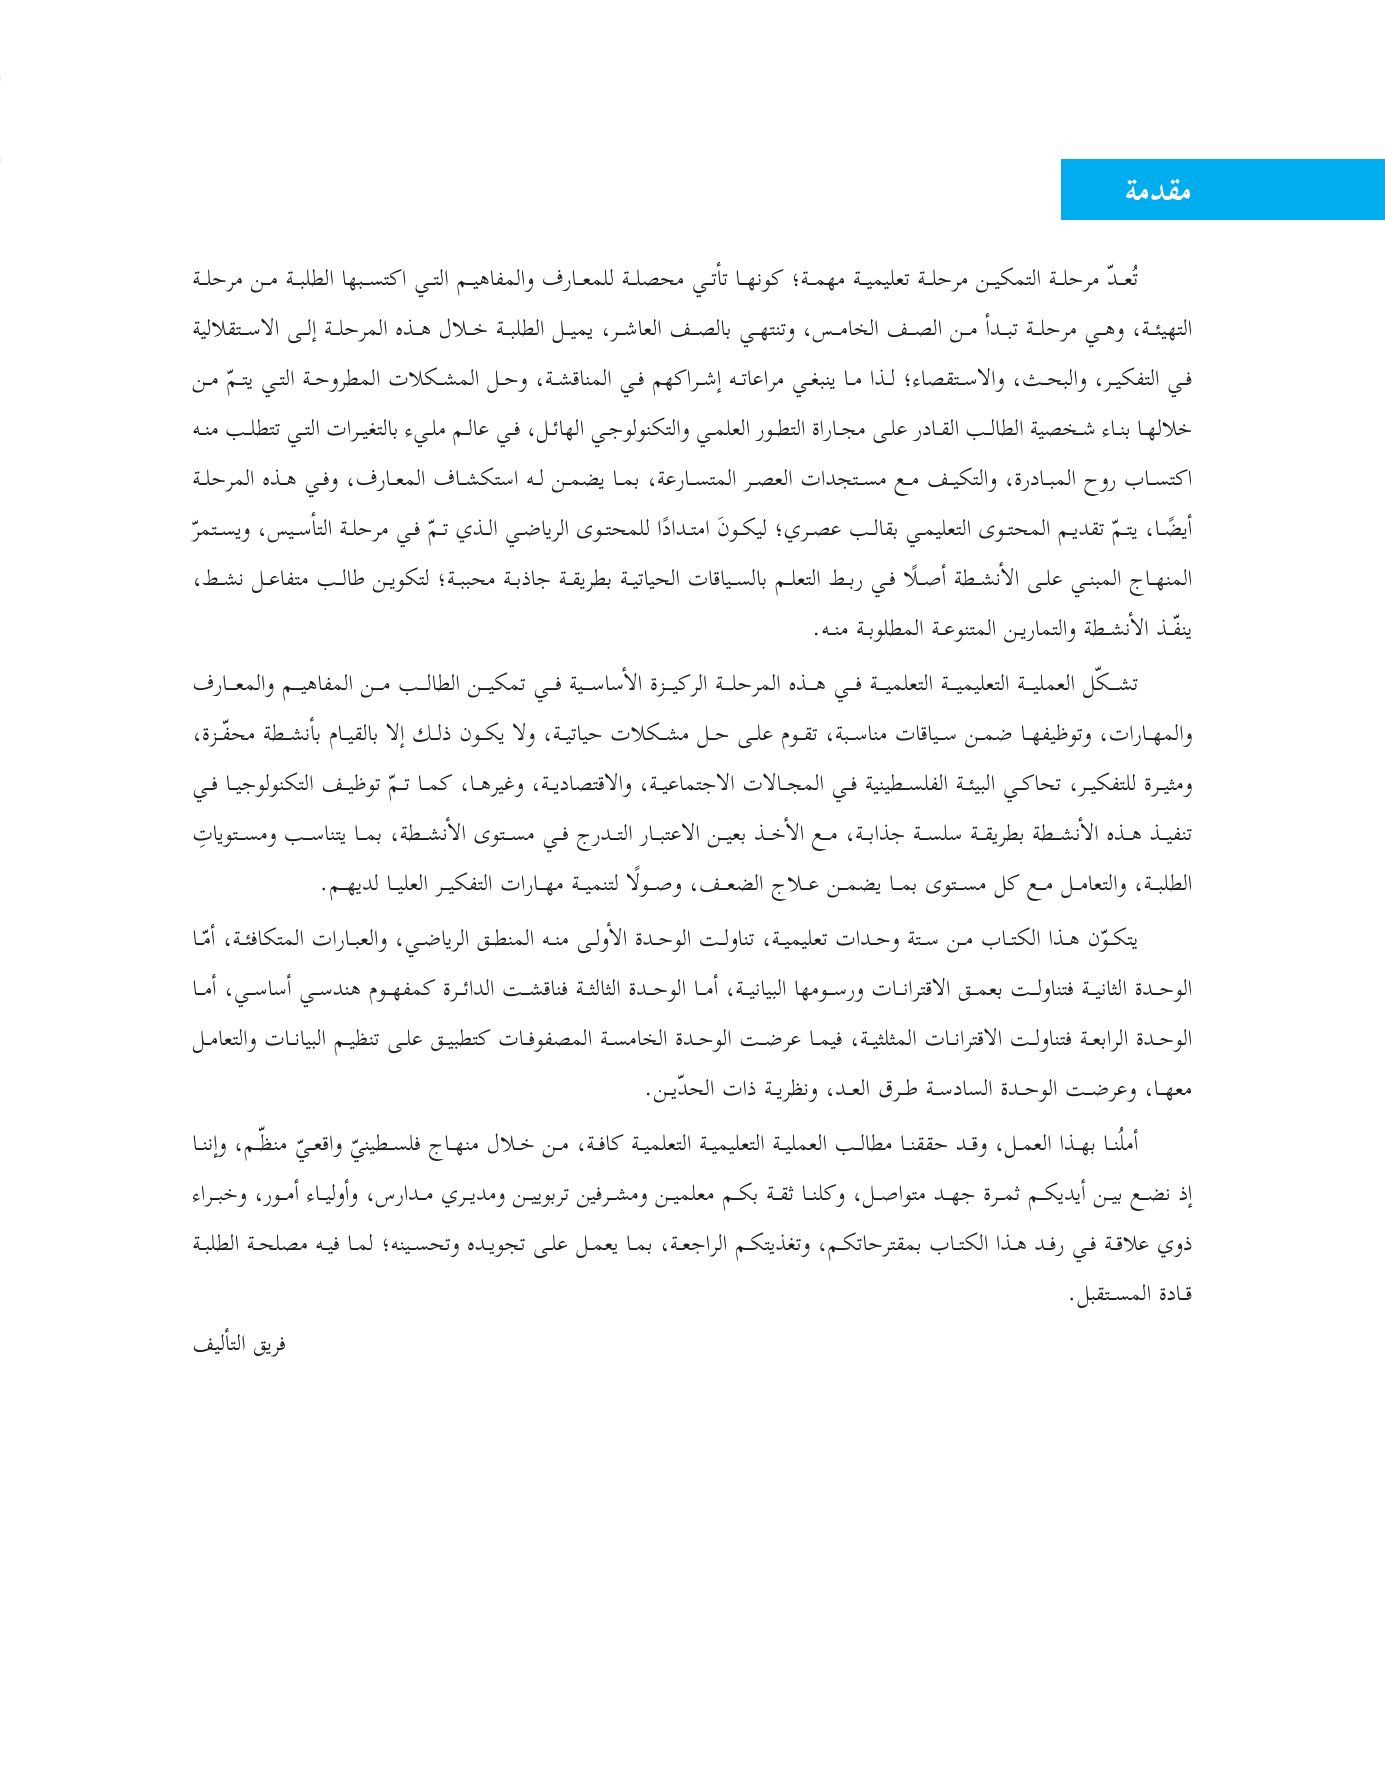 مقدمة
تُعدّ مرحلة التمكين مرحلة تعليمية مهمة؛ كونها تأتي محصلة للمعارف والمفاهيم التي اكتسبها الطلبة من مرحلة
التهيئة، وهي مرحلة تبدأ من الصف الخامس، وتنتهي بالصف العاشر، يميل الطلبة خلال هذه المرحلة إلى الاستقلالية
في التفكير، والبحث، والاستقصاء؛ لذا ما ينبغي مراعاته إشراكهم في المناقشة، وحل المشكلات المطروحة التي يتمّ من
خلالها بناء شخصية الطالب القادر على مجاراة التطور العلمي والتكنولوجي الهائل، في عالم مليء بالتغيرات التي تتطلب منه
اكتساب روح المبادرة، والتكيف مع مستجدات العصر المتسارعة، بما يضمن له استكشاف المعارف، وفي هذه المرحلة
أيضًا، يتمّ تقديم المحتوى التعليمي بقالب عصري؛ ليكونَ امتدادًا للمحتوى الرياضي الذي تمّ في مرحلة التأسيس، ويستمرّ
المنهاج المبني على الأنشطة أصلًا في ربط التعلم بالسياقات الحياتية بطريقة جاذبة محببة؛ لتكوين طالب متفاعل نشط،
ينفّذ الأنشطة والتمارين المتنوعة المطلوبة منه.
تشكّل العملية التعليمية التعلمية في هذه المرحلة الركيزة الأساسية في تمكين الطالب من المفاهيم والمعارف
والمهارات، وتوظيفها ضمن سياقات مناسبة، تقوم على حل مشكلات حياتية، ولا يكون ذلك إلا بالقيام بأنشطة محفّزة،
ومثيرة للتفكير، تحاكي البيئة الفلسطينية في المجالات الاجتماعية، والاقتصادية، وغيرها، كما تمّ توظيف التكنولوجيا في
تنفيذ هذه الأنشطة بطريقة سلسة جذابة، مع الأخذ بعين الاعتبار التدرج في مستوى الأنشطة، بما يتناسب ومستوياتِ
الطلبة، والتعامل مع كل مستوى بما يضمن علاج الضعف، وصولًا لتنمية مهارات التفكير العليا لديهم.
يتكوّن هذا الكتاب من ستة وحدات تعليمية، تناولت الوحدة الأولى منه المنطق الرياضي، والعبارات المتكافئة، أمّا
الوحدة الثانية فتناولت بعمق الاقترانات ورسومها البيانية، أما الوحدة الثالثة فناقشت الدائرة كمفهوم هندسي أساسي، أما
الوحدة الرابعة فتناولت الاقترانات المثلثية، فيما عرضت الوحدة الخامسة المصفوفات كتطبيق على تنظيم البيانات والتعامل
معها، وعرضت الوحدة السادسة طرق العد، ونظرية ذات الحدّين.
أملُنا بهذا العمل، وقد حققنا مطالب العملية التعليمية التعلمية كافة، من خلال منهاج فلسطينيّ واقعيّ منظّم، وإننا
إذ نضع بين أيديكم ثمرة جهد متواصل، وكلنا ثقة بكم معلمين ومشرفين تربويين ومديري مدارس، وأولياء أمور، وخبراء
ذوي علاقة في رفد هذا الكتاب بمقترحاتكم، وتغذيتكم الراجعة، بما يعمل على تجويده وتحسينه؛ لما فيه مصلحة الطلبة
قادة المستقبل.
فريق التأليف